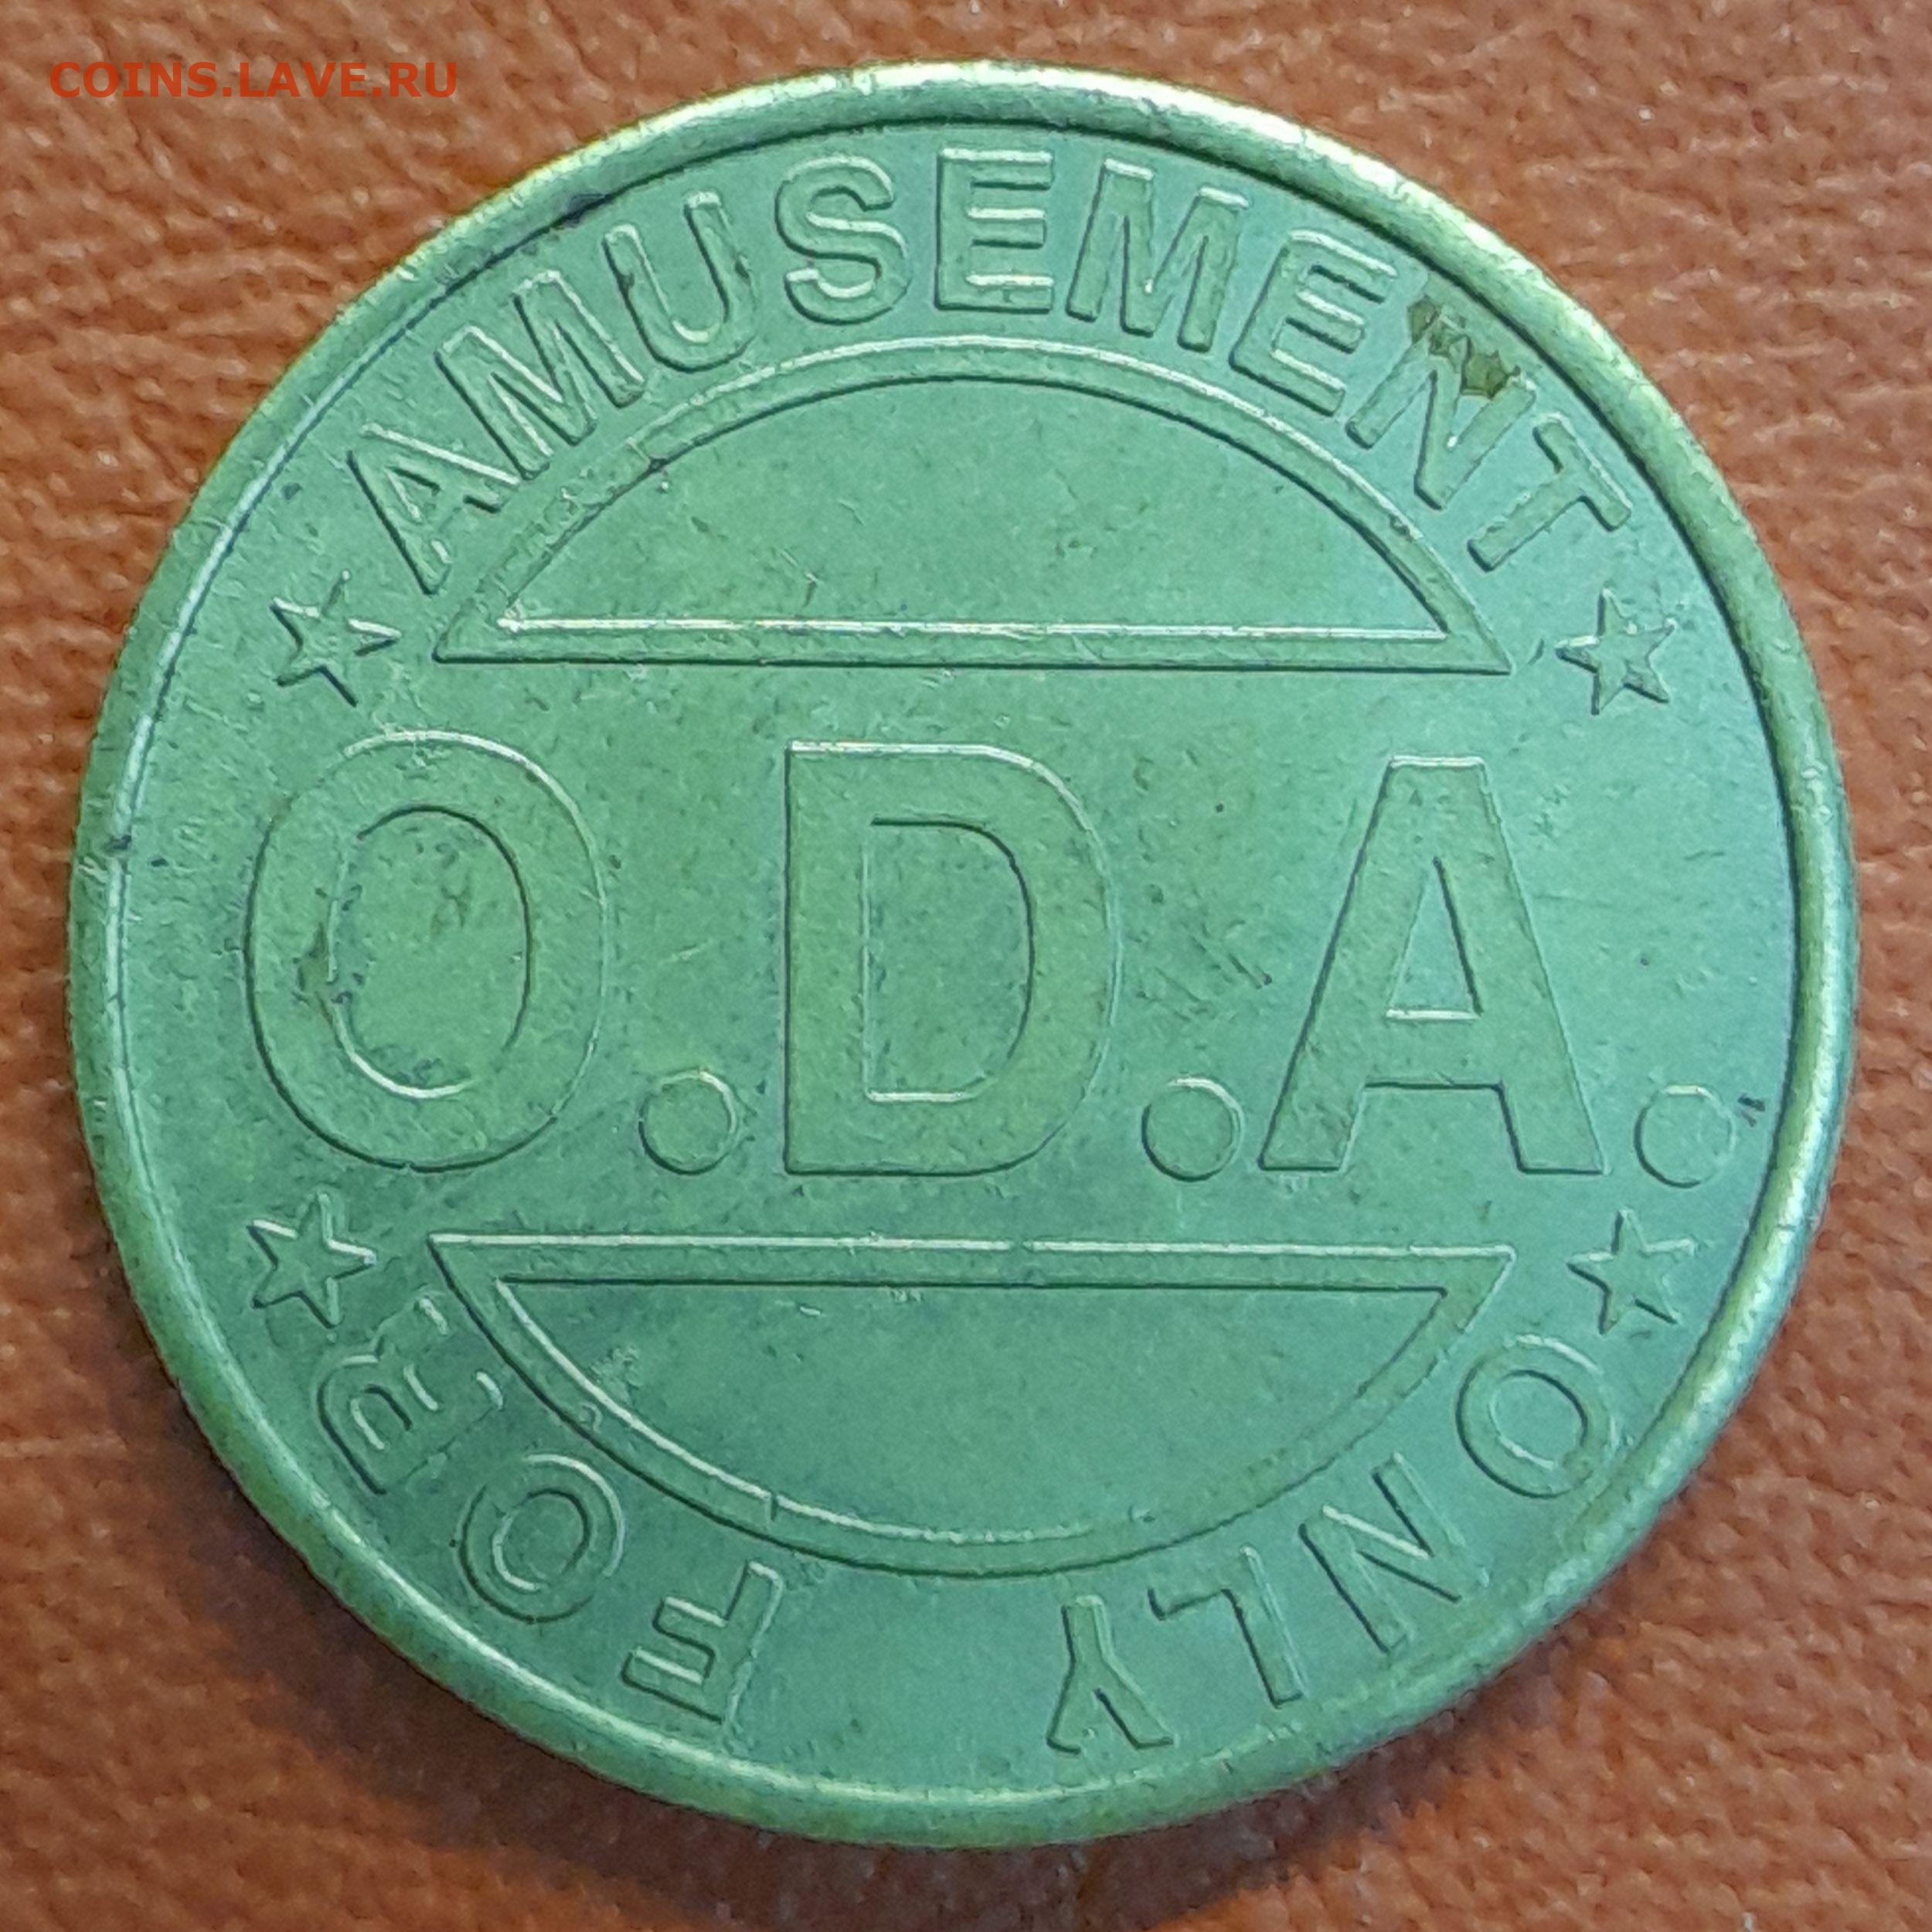 COINS.LAVE.RU
AMUSEMENT
O.D.A.
FOR
ONLY